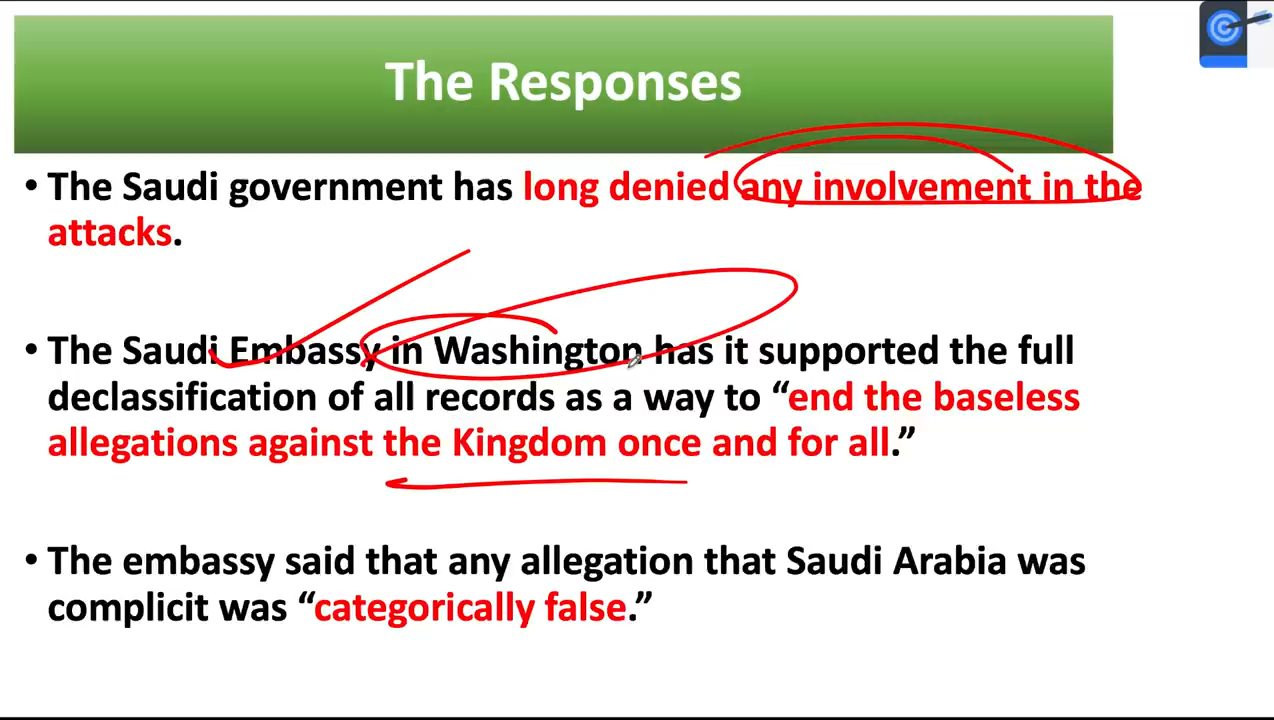 The Responses
• The Saudi government has long denied any involvement in the
attacks.
• The Saudi Embassy in Washington has it supported the full
declassification of all records as a way to “end the baseless
allegations against the Kingdom once and for all.”
• The embassy said that any allegation that Saudi Arabia was
complicit was “categorically false.”